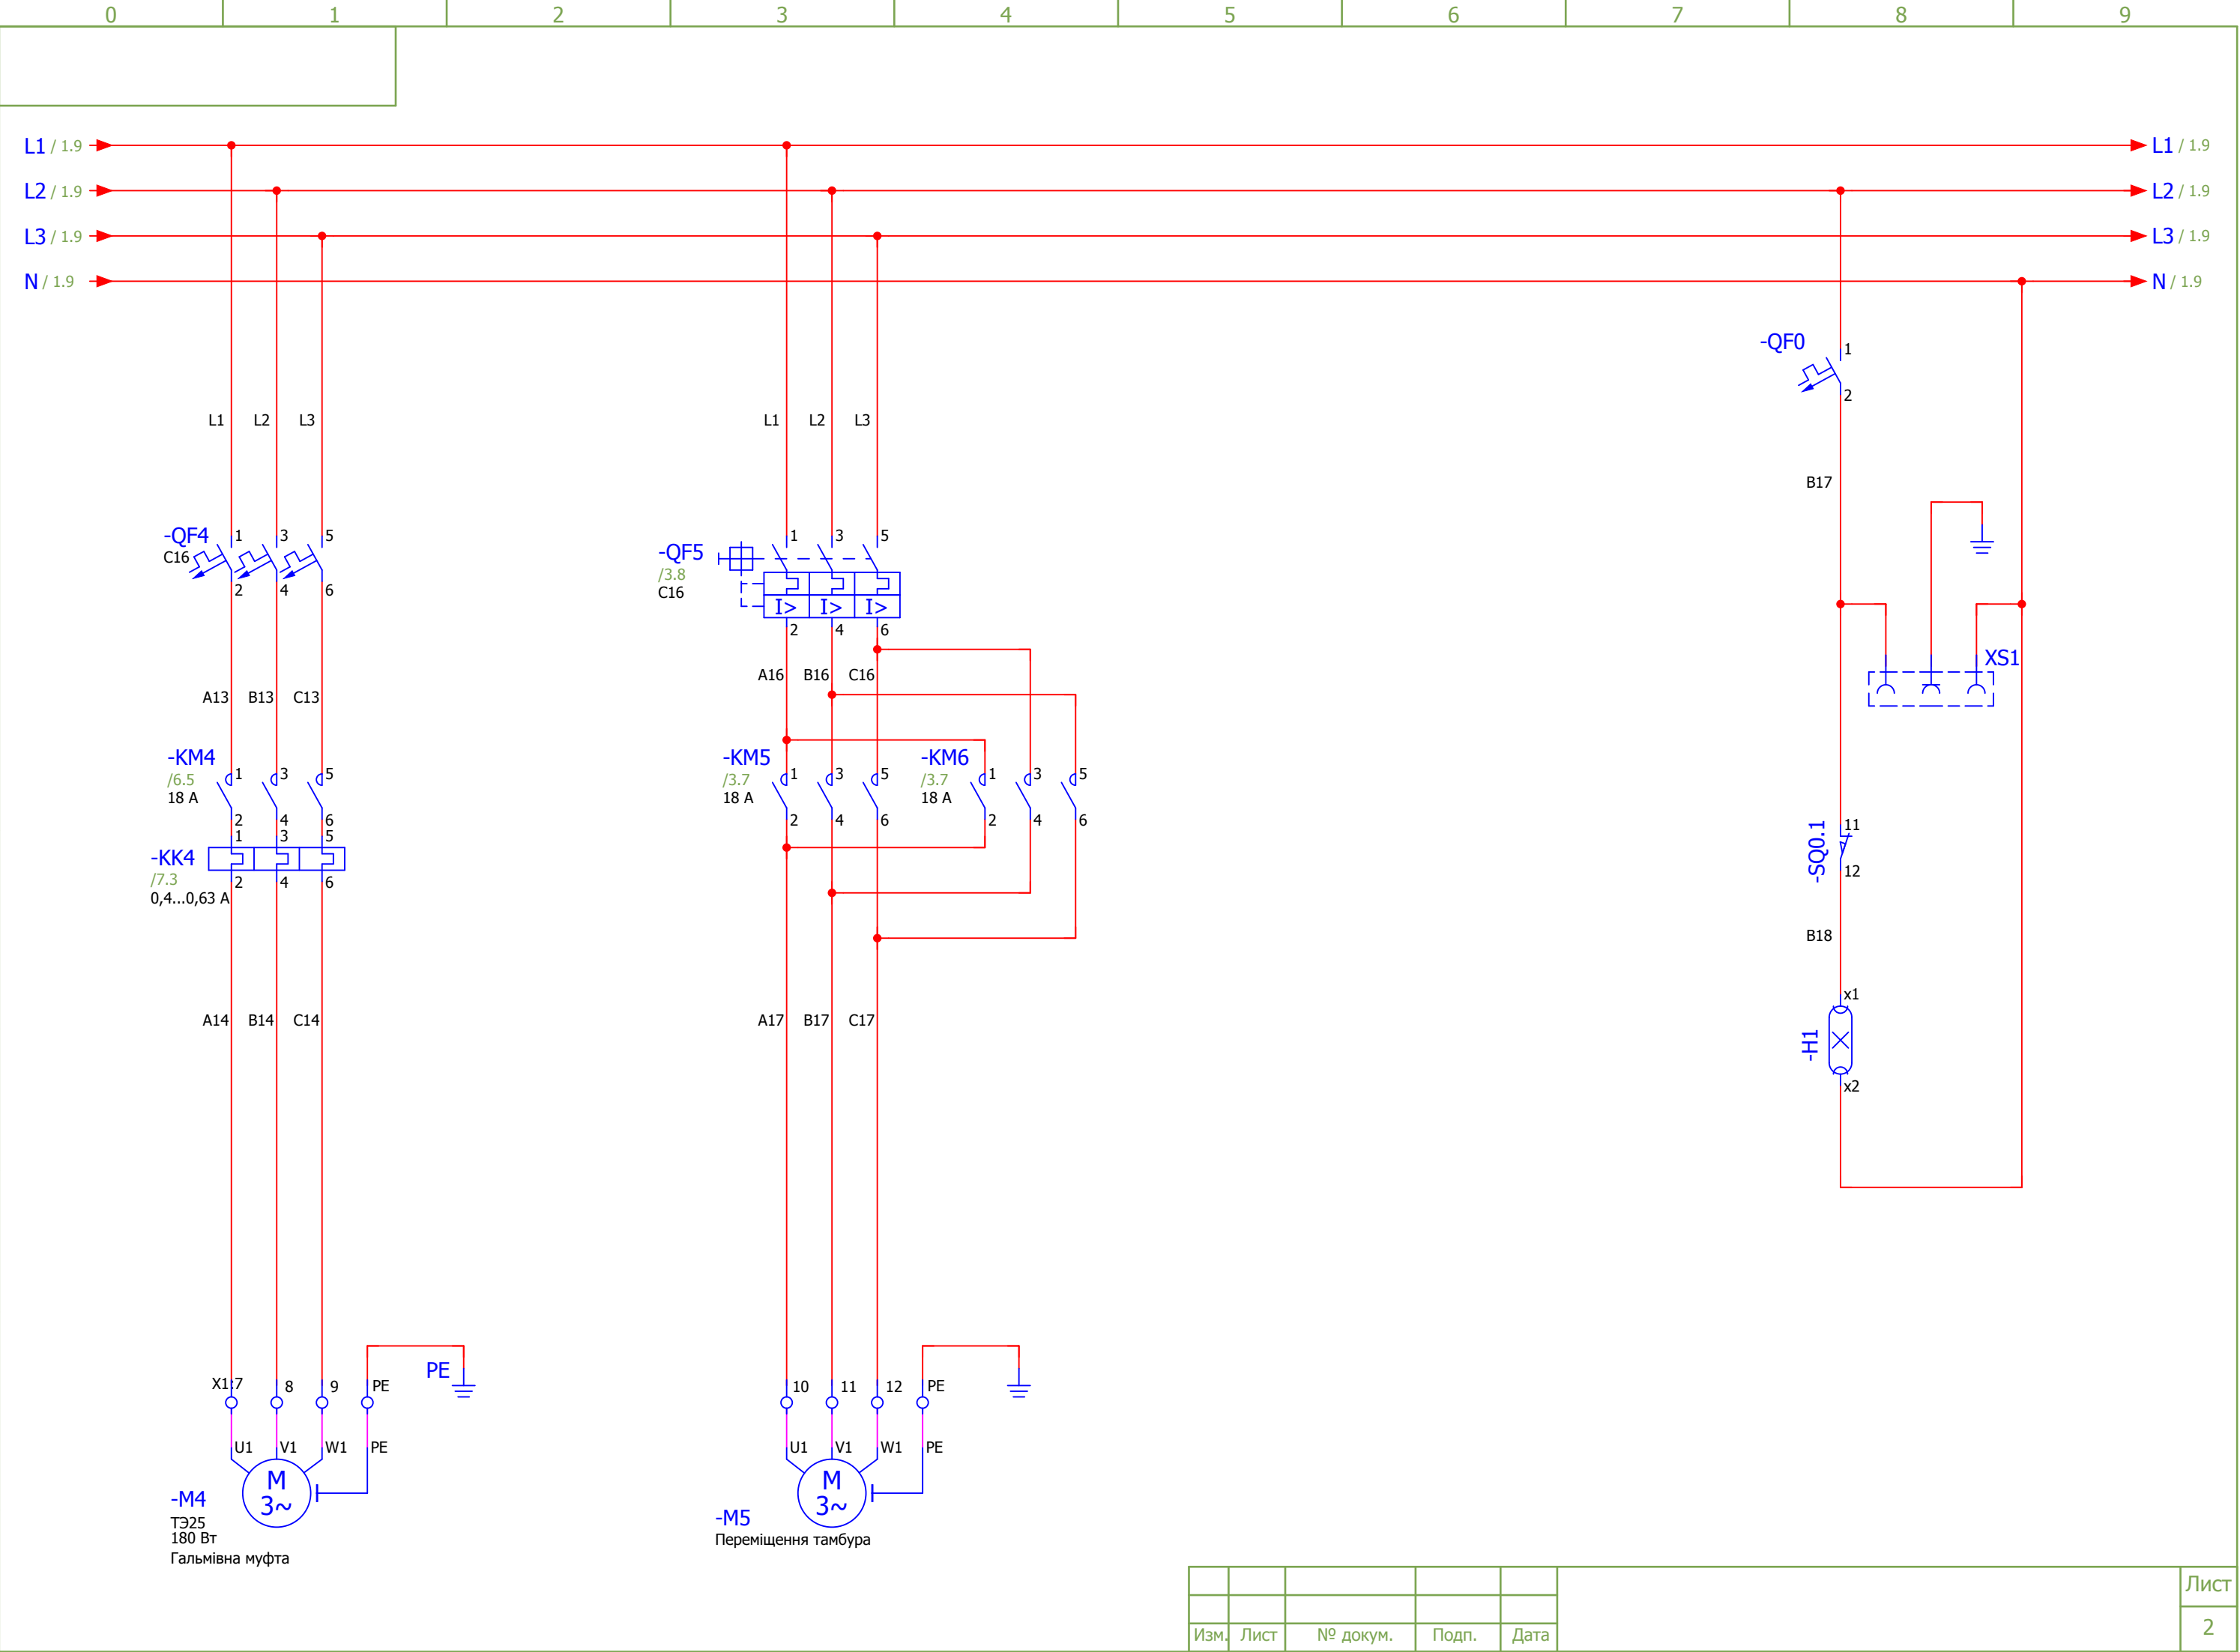 0 1 2 3 4 5 6 7 8 9
L1 / 1.9 L1 / 1.9
L2 / 1.9 L2 / 1.9
L3 / 1.9 L3 / 1.9
N / 1.9 N / 1.9
-QF0 1
2
L1 L2 L3 L1 L2 L3
B17
-QF4 1 3 5
C16
2 4 6
-QF5 1 3 5
/3.8
C16
I> I> I>
2 4 6
XS1
A13 B13 C13
A16 B16 C16
-KM4 1 3 5
/6.5
18 A
2 4 6
-KM5 1 3 5
/3.7
18 A
2 4 6
-KM6 1 3 5
/3.7
18 A
2 4 6
1 3 5
-KK4
/7.3
0,4...0,63 A
2 4 6
-SQ0.1 11
12
B18
x1
-H1
x2
A14 B14 C14
A17 B17 C17
PE
X1:7 8 9 PE
10 11 12 PE
U1 V1 W1 PE
U1 V1 W1 PE
M
3~
M
3~
-M4
ТЭ25
180 Вт
Гальмівна муфта
-M5
Переміщення тамбура
Изм. Лист № докум. Подп. Дата
Лист
2